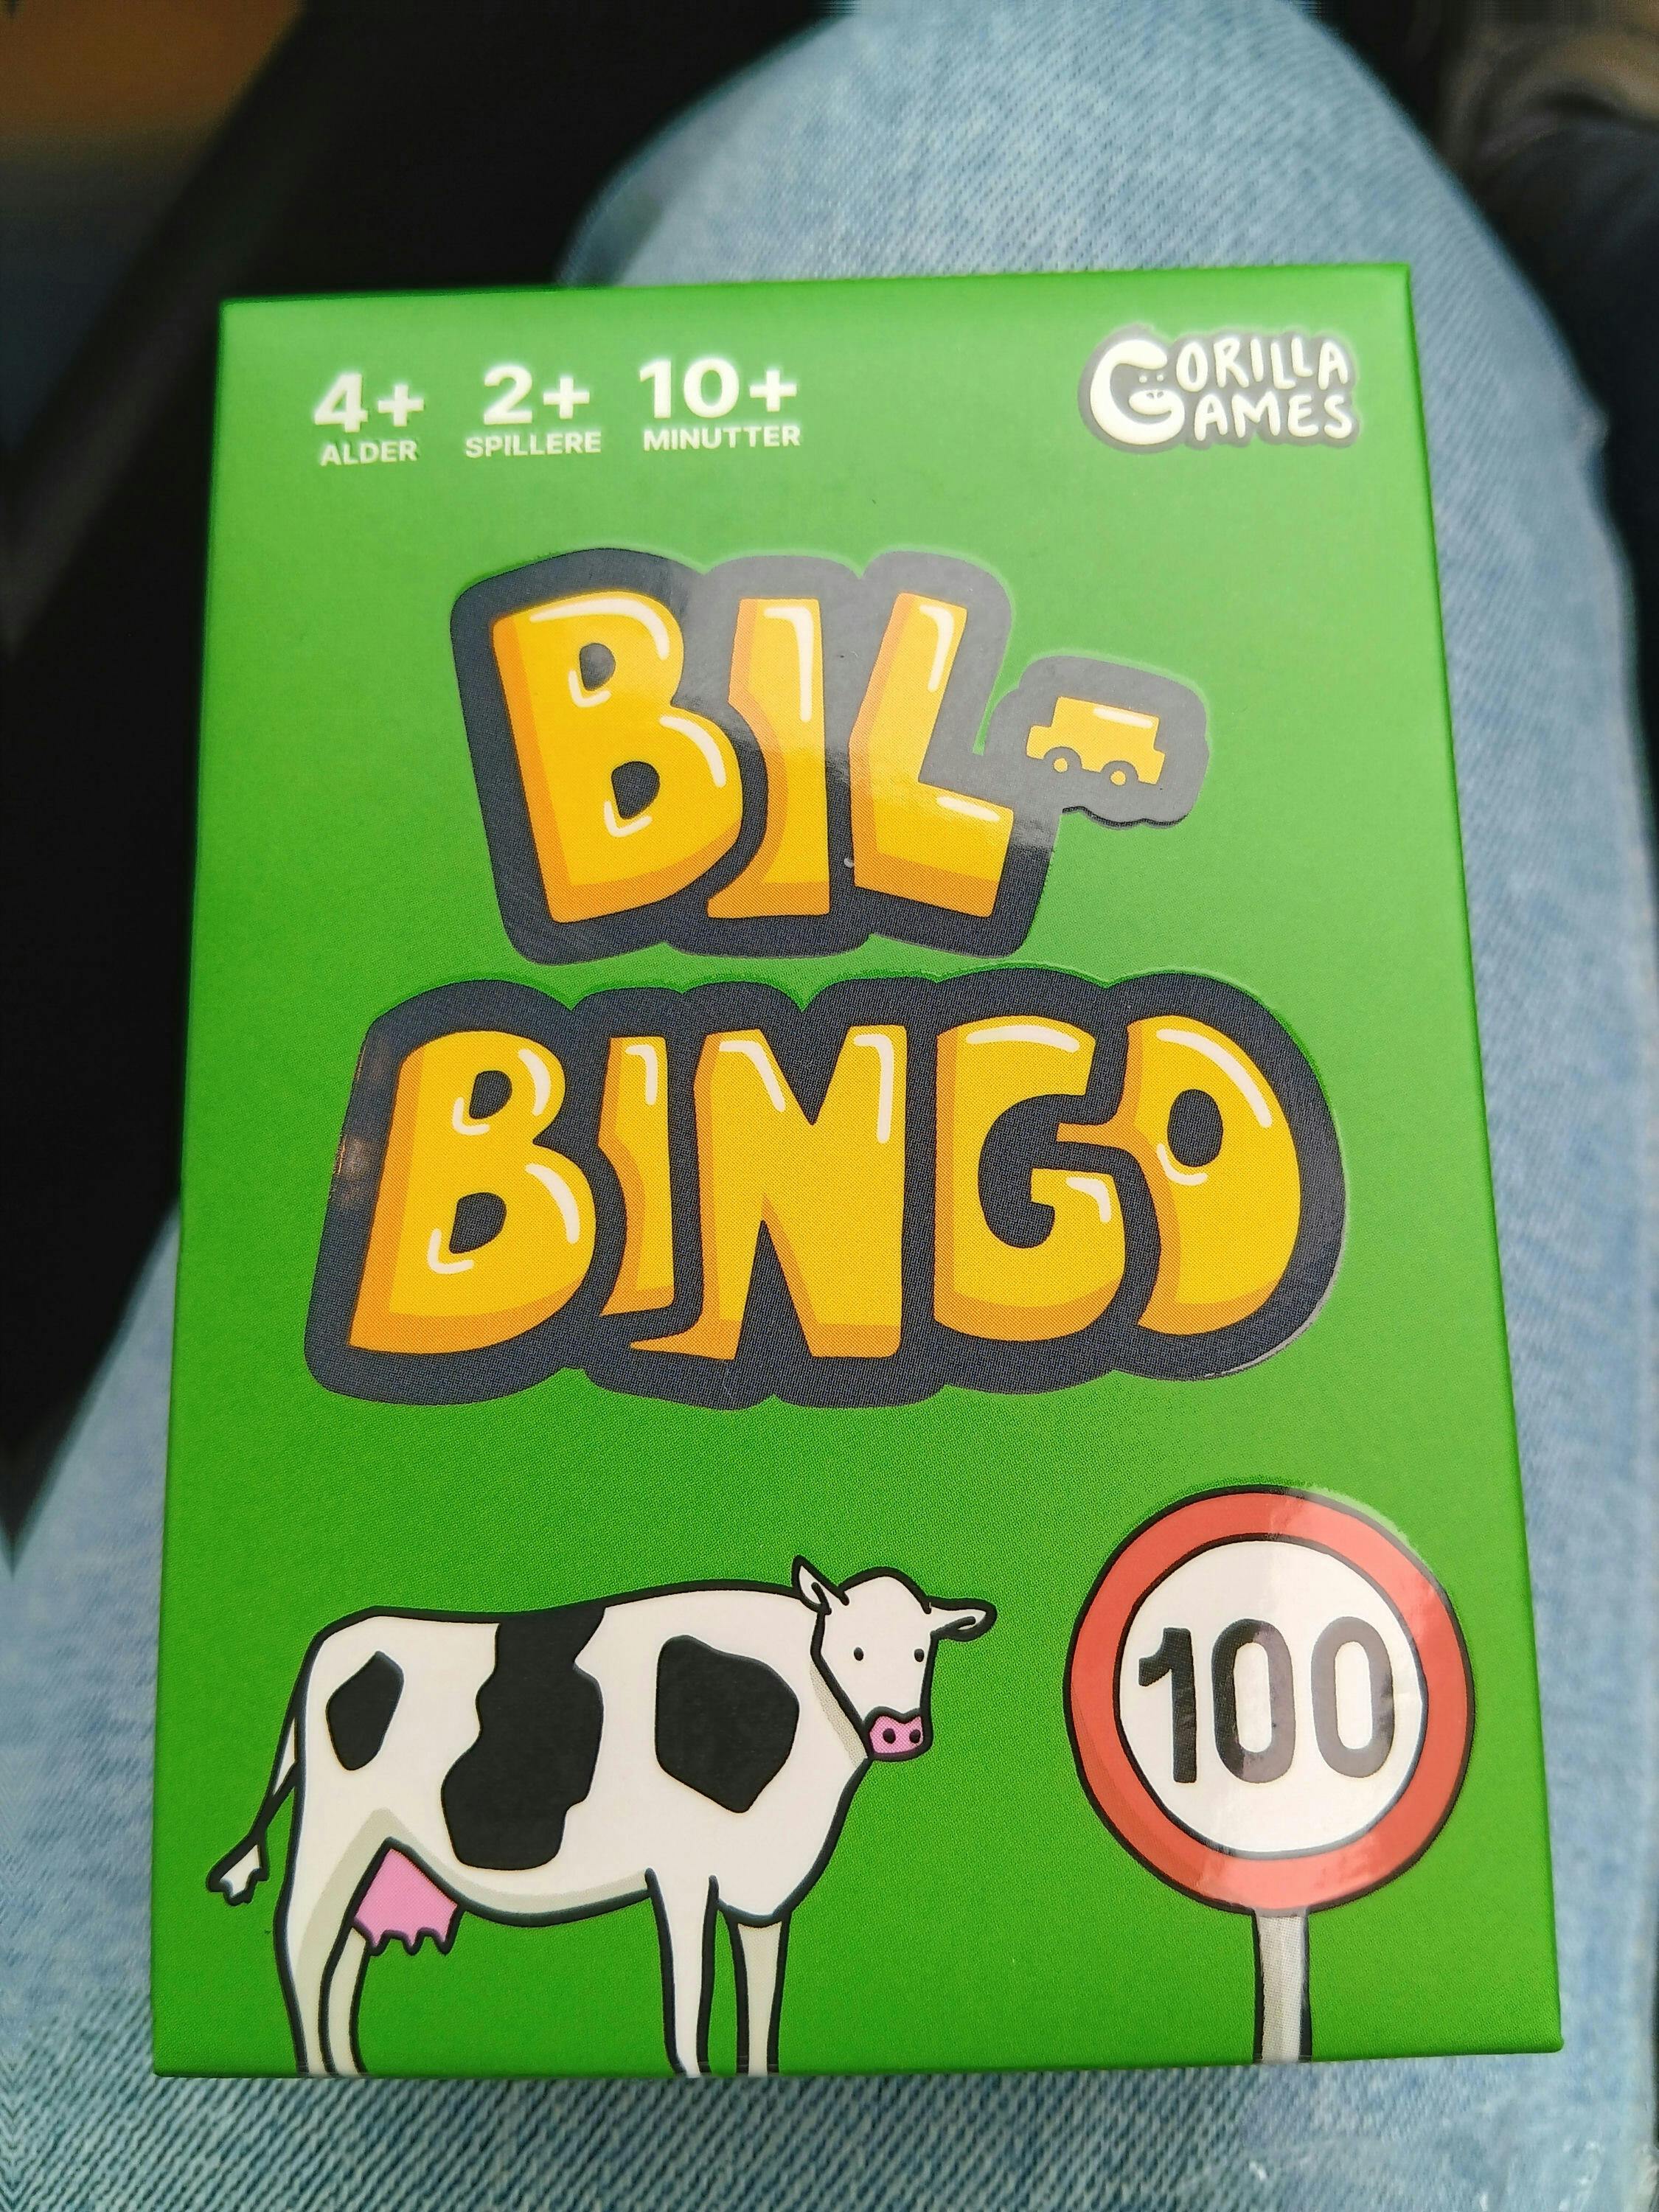 4+ 2+ 10+
ALDER SPILLERE MINUTTER
GORILLA
GAMES
BIL-
BINGO
100